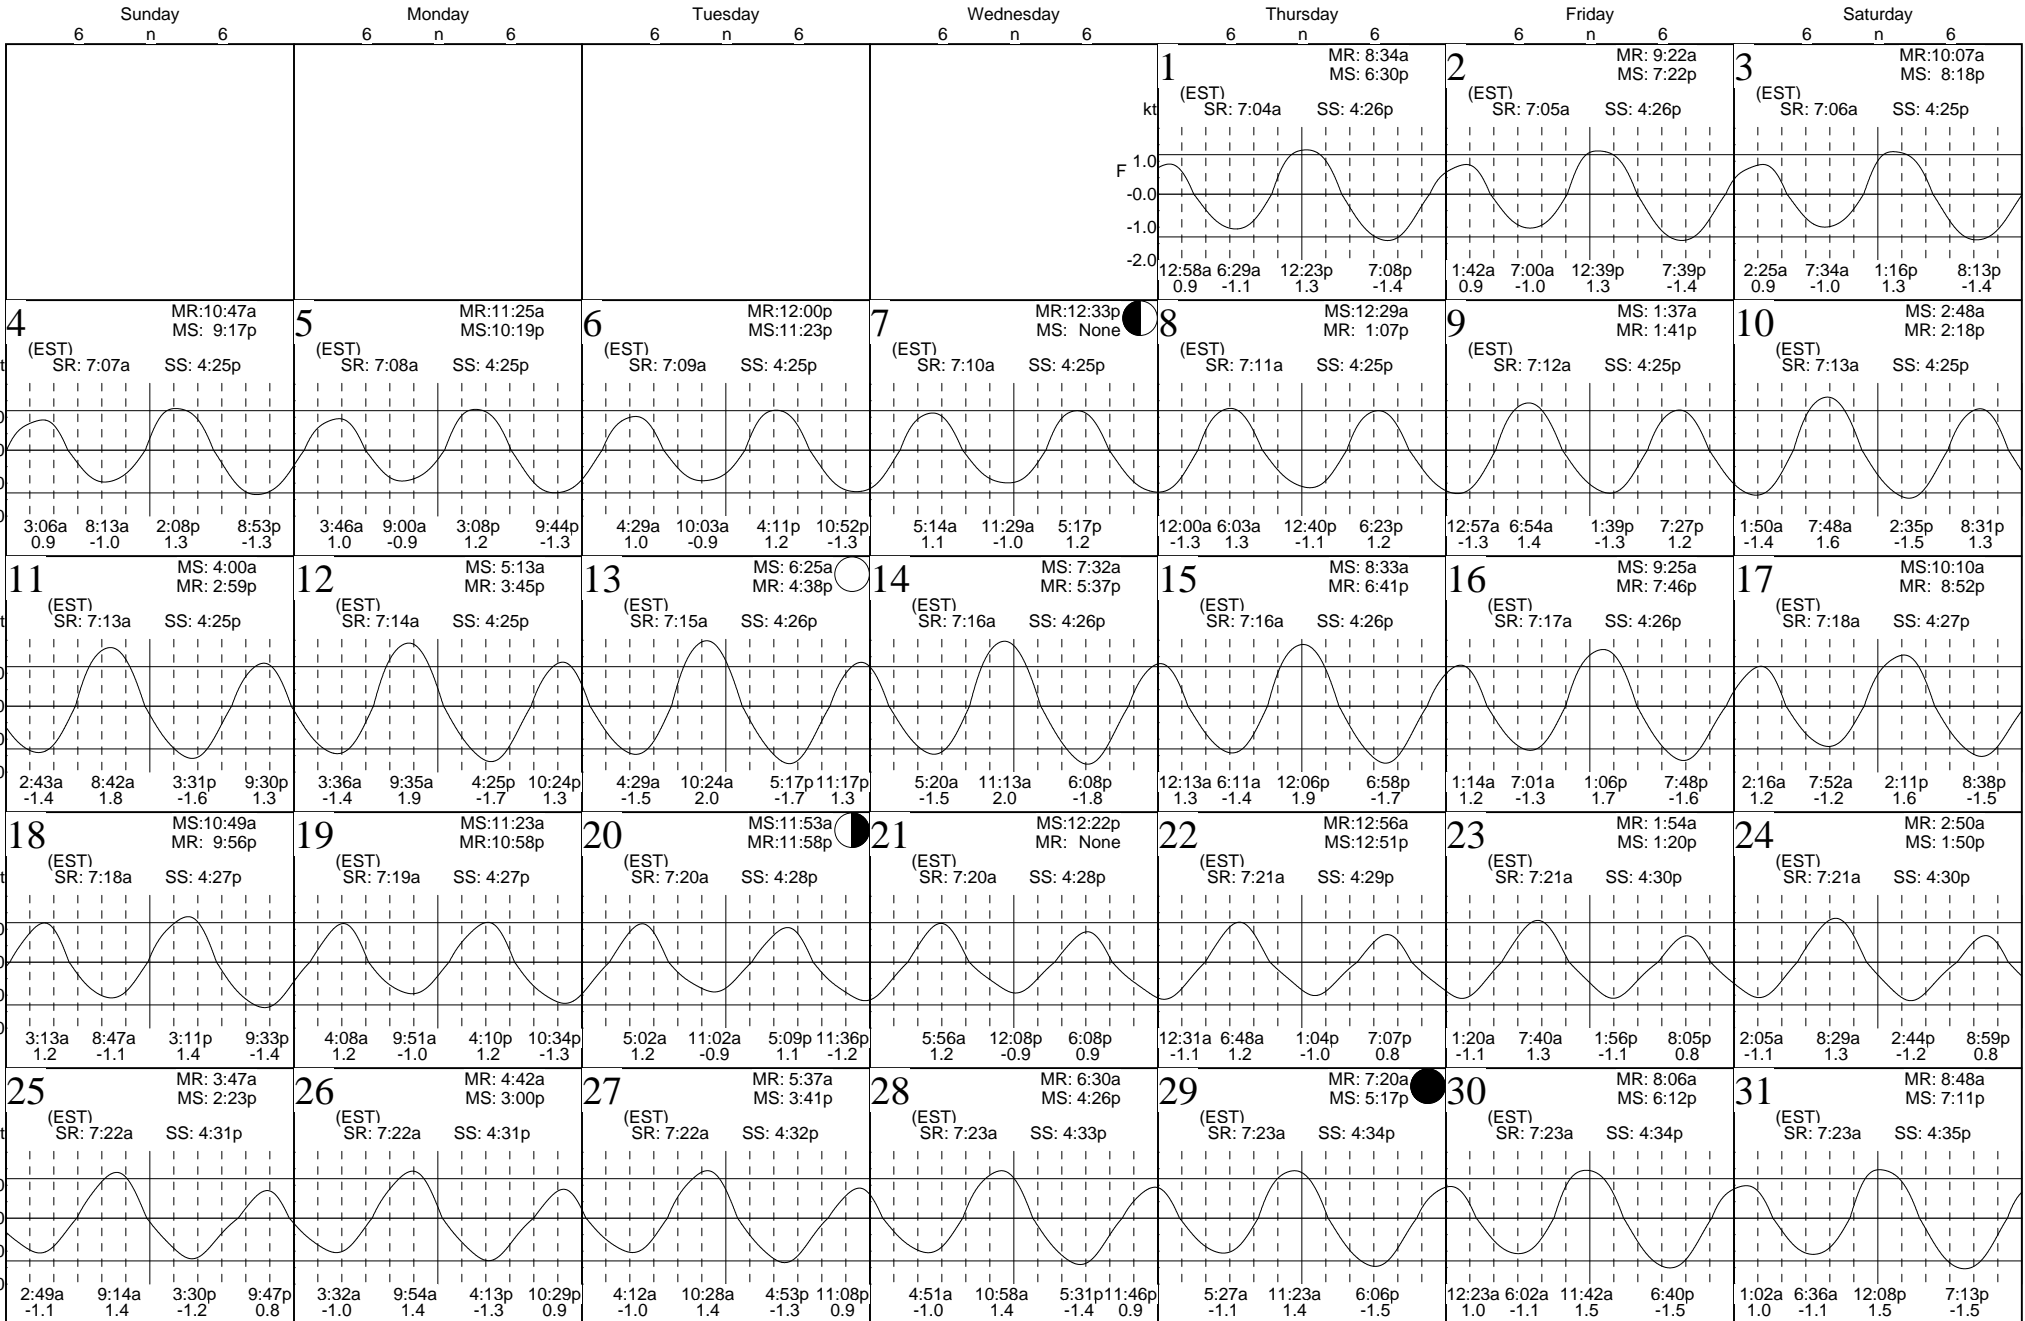 Sunday Monday Tuesday Wednesday Thursday Friday Saturday
6 n 6 6 n 6 6 n 6 6 n 6 6 n 6 6 n 6 6 n 6
1
MR: 8:34a
MS: 6:30p
(EST)
SR: 7:04a SS: 4:26p
kt
F
1.0
-0.0
-1.0
-2.0
12:58a 6:29a 12:23p 7:08p
0.9 -1.1 1.3 -1.4
2
MR: 9:22a
MS: 7:22p
(EST)
SR: 7:05a SS: 4:26p
1:42a 7:00a 12:39p 7:39p
0.9 -1.0 1.3 -1.4
3
MR:10:07a
MS: 8:18p
(EST)
SR: 7:06a SS: 4:25p
2:25a 7:34a 1:16p 8:13p
0.9 -1.0 1.3 -1.4
4
MR:10:47a
MS: 9:17p
(EST)
SR: 7:07a SS: 4:25p
3:06a 8:13a 2:08p 8:53p
0.9 -1.0 1.3 -1.3
5
MR:11:25a
MS:10:19p
(EST)
SR: 7:08a SS: 4:25p
3:46a 9:00a 3:08p 9:44p
1.0 -0.9 1.2 -1.3
6
MR:12:00p
MS:11:23p
(EST)
SR: 7:09a SS: 4:25p
4:29a 10:03a 4:11p 10:52p
1.0 -0.9 1.2 -1.3
7
MR:12:33p
MS: None
(EST)
SR: 7:10a SS: 4:25p
5:14a 11:29a 5:17p
1.1 -1.0 1.2
8
MS:12:29a
MR: 1:07p
(EST)
SR: 7:11a SS: 4:25p
12:00a 6:03a 12:40p 6:23p
-1.3 1.3 -1.1 1.2
9
MS: 1:37a
MR: 1:41p
(EST)
SR: 7:12a SS: 4:25p
12:57a 6:54a 1:39p 7:27p
-1.3 1.4 -1.3 1.2
10
MS: 2:48a
MR: 2:18p
(EST)
SR: 7:13a SS: 4:25p
1:50a 7:48a 2:35p 8:31p
-1.4 1.6 -1.5 1.3
11
MS: 4:00a
MR: 2:59p
(EST)
SR: 7:13a SS: 4:25p
2:43a 8:42a 3:31p 9:30p
-1.4 1.8 -1.6 1.3
12
MS: 5:13a
MR: 3:45p
(EST)
SR: 7:14a SS: 4:25p
3:36a 9:35a 4:25p 10:24p
-1.4 1.9 -1.7 1.3
13
MS: 6:25a
MR: 4:38p
(EST)
SR: 7:15a SS: 4:26p
4:29a 10:24a 5:17p 11:17p
-1.5 2.0 -1.7 1.3
14
MS: 7:32a
MR: 5:37p
(EST)
SR: 7:16a SS: 4:26p
5:20a 11:13a 6:08p
-1.5 2.0 -1.8
15
MS: 8:33a
MR: 6:41p
(EST)
SR: 7:16a SS: 4:26p
12:13a 6:11a 12:06p 6:58p
1.3 -1.4 1.9 -1.7
16
MS: 9:25a
MR: 7:46p
(EST)
SR: 7:17a SS: 4:26p
1:14a 7:01a 1:06p 7:48p
1.2 -1.3 1.7 -1.6
17
MS:10:10a
MR: 8:52p
(EST)
SR: 7:18a SS: 4:27p
2:16a 7:52a 2:11p 8:38p
1.2 -1.2 1.6 -1.5
18
MS:10:49a
MR: 9:56p
(EST)
SR: 7:18a SS: 4:27p
3:13a 8:47a 3:11p 9:33p
1.2 -1.1 1.4 -1.4
19
MS:11:23a
MR:10:58p
(EST)
SR: 7:19a SS: 4:27p
4:08a 9:51a 4:10p 10:34p
1.2 -1.0 1.2 -1.3
20
MS:11:53a
MR:11:58p
(EST)
SR: 7:20a SS: 4:28p
5:02a 11:02a 5:09p 11:36p
1.2 -0.9 1.1 -1.2
21
MS:12:22p
MR: None
(EST)
SR: 7:20a SS: 4:28p
5:56a 12:08p 6:08p
1.2 -0.9 0.9
22
MR:12:56a
MS:12:51p
(EST)
SR: 7:21a SS: 4:29p
12:31a 6:48a 1:04p 7:07p
-1.1 1.2 -1.0 0.8
23
MR: 1:54a
MS: 1:20p
(EST)
SR: 7:21a SS: 4:30p
1:20a 7:40a 1:56p 8:05p
-1.1 1.3 -1.1 0.8
24
MR: 2:50a
MS: 1:50p
(EST)
SR: 7:21a SS: 4:30p
2:05a 8:29a 2:44p 8:59p
-1.1 1.3 -1.2 0.8
25
MR: 3:47a
MS: 2:23p
(EST)
SR: 7:22a SS: 4:31p
2:49a 9:14a 3:30p 9:47p
-1.1 1.4 -1.2 0.8
26
MR: 4:42a
MS: 3:00p
(EST)
SR: 7:22a SS: 4:31p
3:32a 9:54a 4:13p 10:29p
-1.0 1.4 -1.3 0.9
27
MR: 5:37a
MS: 3:41p
(EST)
SR: 7:22a SS: 4:32p
4:12a 10:28a 4:53p 11:08p
-1.0 1.4 -1.3 0.9
28
MR: 6:30a
MS: 4:26p
(EST)
SR: 7:23a SS: 4:33p
4:51a 10:58a 5:31p 11:46p
-1.0 1.4 -1.4 0.9
29
MR: 7:20a
MS: 5:17p
(EST)
SR: 7:23a SS: 4:34p
5:27a 11:23a 6:06p
-1.1 1.4 -1.5
30
MR: 8:06a
MS: 6:12p
(EST)
SR: 7:23a SS: 4:34p
12:23a 6:02a 11:42a 6:40p
1.0 -1.1 1.5 -1.5
31
MR: 8:48a
MS: 7:11p
(EST)
SR: 7:23a SS: 4:35p
1:02a 6:36a 12:08p 7:13p
1.0 -1.1 1.5 -1.5